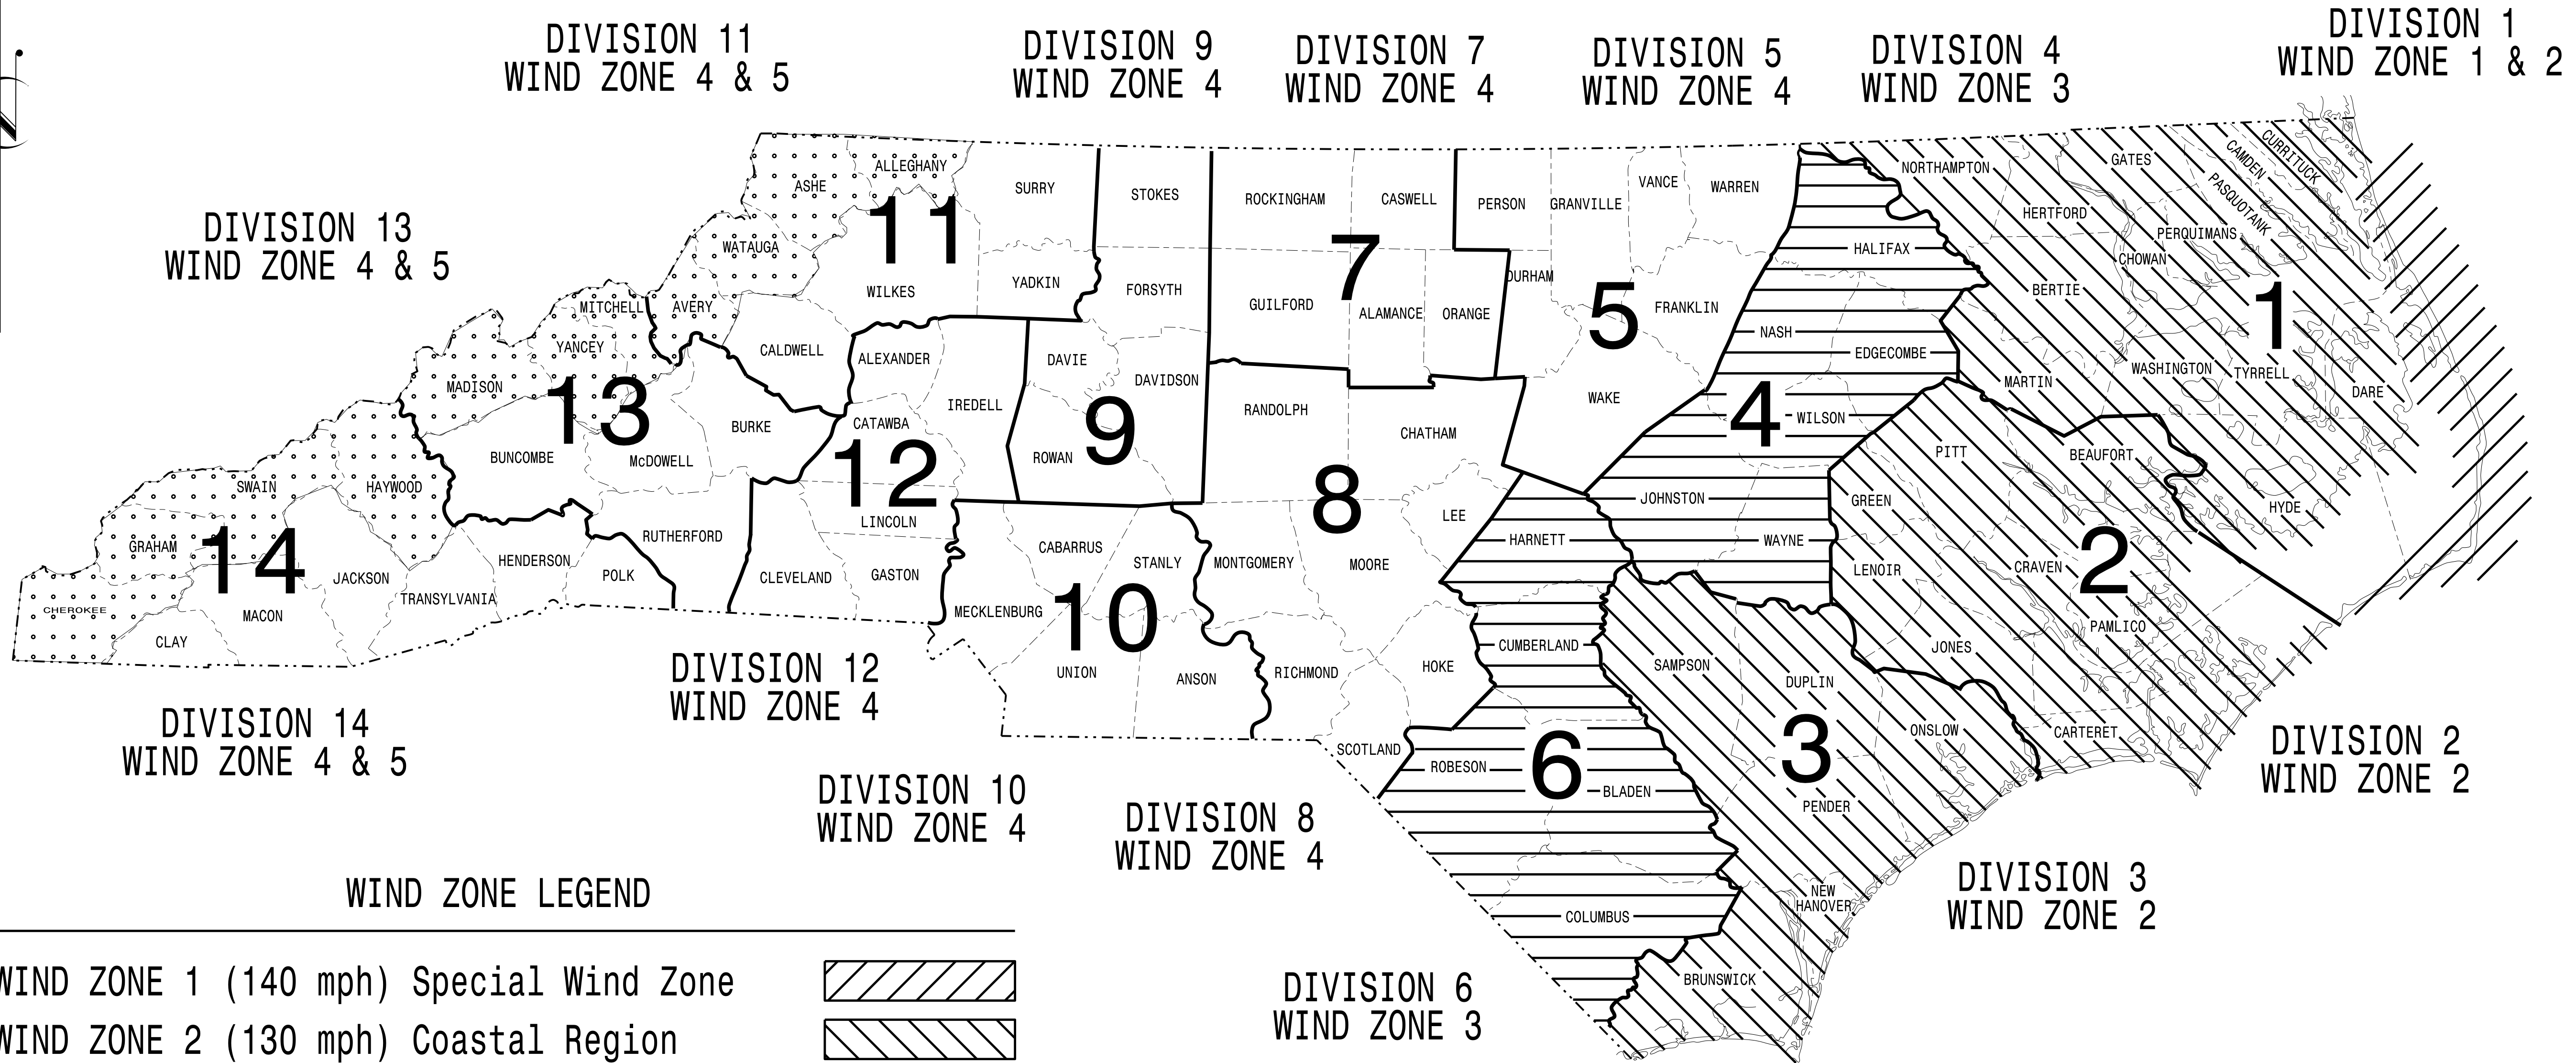 DIVISION 11
WIND ZONE 4 & 5
DIVISION 9
WIND ZONE 4
DIVISION 7
WIND ZONE 4
DIVISION 5
WIND ZONE 4
DIVISION 4
WIND ZONE 3
DIVISION 1
WIND ZONE 1 & 2
DIVISION 13
WIND ZONE 4 & 5
ASHE
ALLEGHANY
11
WATAUGA
WILKES
SURRY
YADKIN
AVERY
CALDWELL
STOKES
FORSYTH
DAVIE
DAVIDSON
9
ROWAN
ROCKINGHAM
CASWELL
7
GUILFORD
ALAMANCE
ORANGE
PERSON
GRANVILLE
VANCE
WARREN
DURHAM
5
FRANKLIN
WAKE
HALIFAX
NASH
EDGECOMBE
4
WILSON
JOHNSTON
WAYNE
NORTHAMPTON
GATES
CAMDEN
CURRITUCK
PASQUOTANK
HERTFORD
PERQUIMANS
CHOWAN
BERTIE
1
MARTIN
WASHINGTON
TYRRELL
DARE
HYDE
MITCHELL
YANCEY
MADISON
13
BUNCOMBE
McDOWELL
BURKE
RUTHERFORD
ALEXANDER
IREDELL
CATAWBA
12
LINCOLN
CLEVELAND
GASTON
RANDOLPH
CHATHAM
8
LEE
MONTGOMERY
MOORE
RICHMOND
HOKE
SCOTLAND
PITT
BEAUFORT
GREEN
2
LENOIR
CRAVEN
PAMLICO
JONES
CARTERET
SWAIN
HAYWOOD
GRAHAM
14
JACKSON
CHEROKEE
MACON
CLAY
TRANSYLVANIA
HENDERSON
POLK
CABARRUS
STANLY
MECKLENBURG
10
UNION
ANSON
HARNETT
CUMBERLAND
6
ROBESON
BLADEN
COLUMBUS
SAMPSON
DUPLIN
ONSLOW
3
PENDER
NEW
HANOVER
BRUNSWICK
DIVISION 12
WIND ZONE 4
DIVISION 14
WIND ZONE 4 & 5
DIVISION 10
WIND ZONE 4
DIVISION 8
WIND ZONE 4
DIVISION 2
WIND ZONE 2
DIVISION 3
WIND ZONE 2
DIVISION 6
WIND ZONE 3
WIND ZONE LEGEND
WIND ZONE 1 (140 mph) Special Wind Zone
WIND ZONE 2 (130 mph) Coastal Region